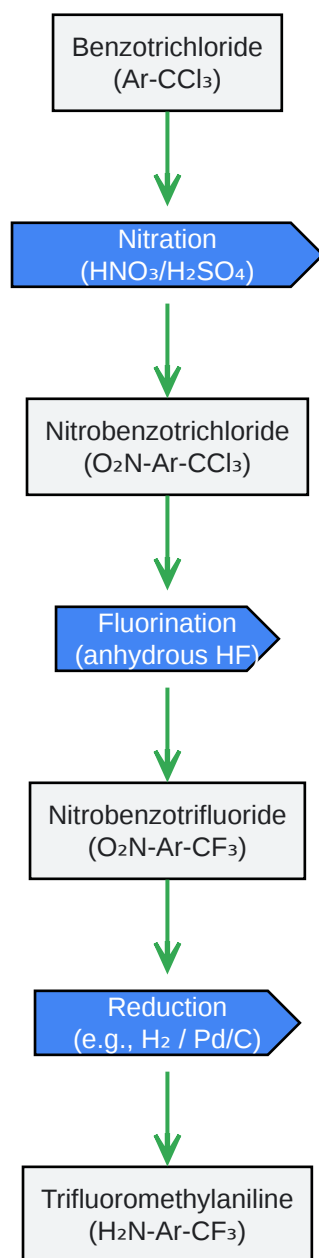 Benzotrichloride
(Ar-CCl₃)
Nitration
(HNO₃/H₂SO₄)
Nitrobenzotrichloride
(O₂N-Ar-CCl₃)
Fluorination
(anhydrous HF)
Nitrobenzotrifluoride
(O₂N-Ar-CF₃)
Reduction
(e.g., H₂ / Pd/C)
Trifluoromethylaniline
(H₂N-Ar-CF₃)